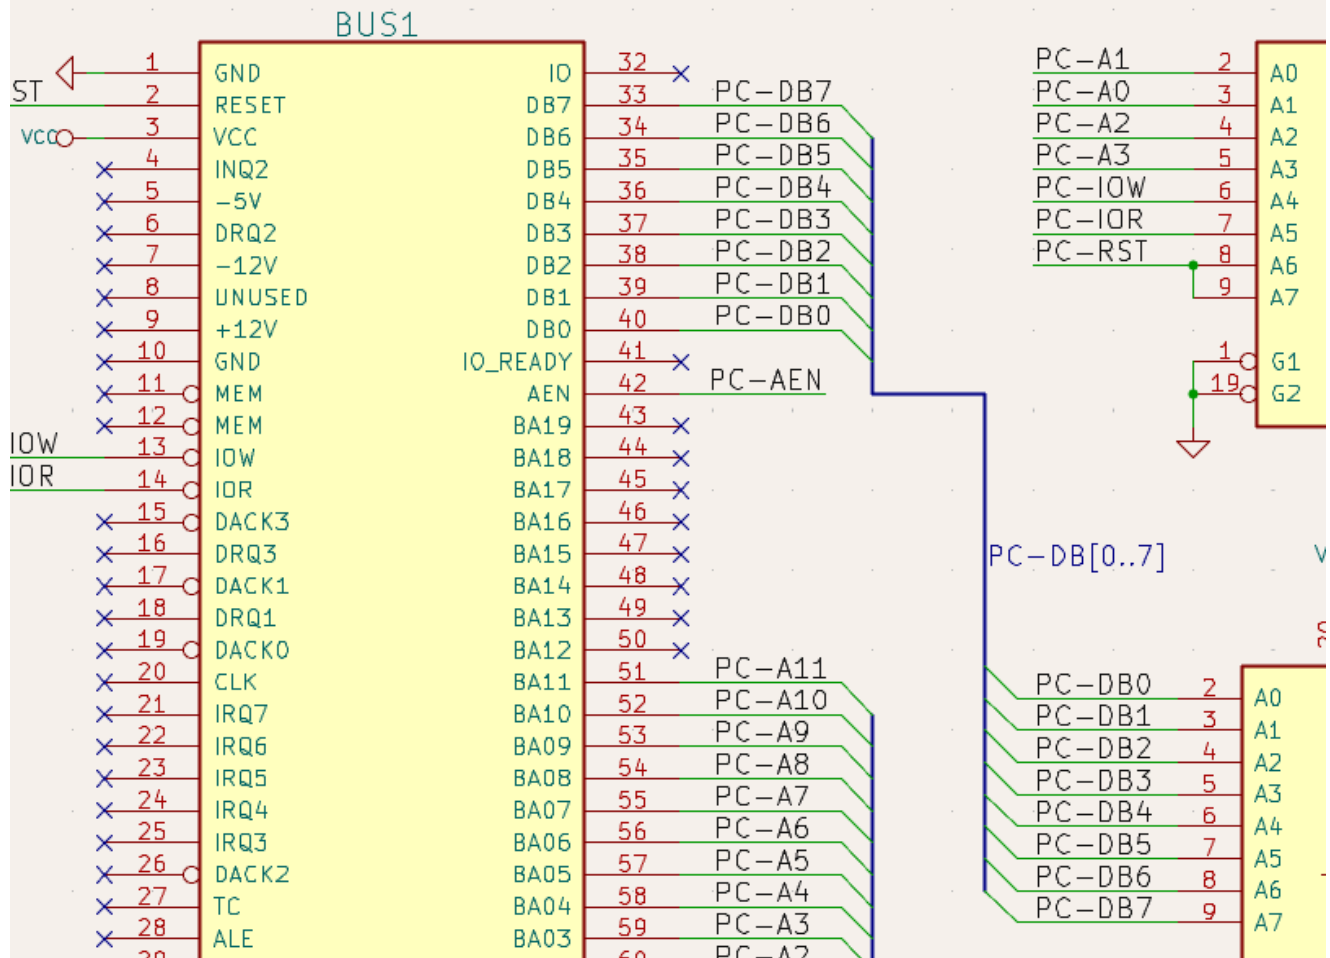 BUS1
1 GND IO 32
ST 2 RESET DB7 33 PC-DB7
VCC 3 VCC DB6 34 PC-DB6
4 INQ2 DB5 35 PC-DB5
5 -5V DB4 36 PC-DB4
6 DRQ2 DB3 37 PC-DB3
7 -12V DB2 38 PC-DB2
8 UNUSED DB1 39 PC-DB1
9 +12V DB0 40 PC-DB0
10 GND IO_READY 41
11 MEM AEN 42 PC-AEN
12 MEM BA19 43
IOW 13 IOW BA18 44
IOR 14 IOR BA17 45
15 DACK3 BA16 46
16 DRQ3 BA15 47
17 DACK1 BA14 48
18 DRQ1 BA13 49
19 DACK0 BA12 50
20 CLK BA11 51 PC-A11
21 IRQ7 BA10 52 PC-A10
22 IRQ6 BA09 53 PC-A9
23 IRQ5 BA08 54 PC-A8
24 IRQ4 BA07 55 PC-A7
25 IRQ3 BA06 56 PC-A6
26 DACK2 BA05 57 PC-A5
27 TC BA04 58 PC-A4
28 ALE BA03 59 PC-A3
PC-A2
PC-A1 2 A0
PC-A0 3 A1
PC-A2 4 A2
PC-A3 5 A3
PC-IOW 6 A4
PC-IOR 7 A5
PC-RST 8 A6
9 A7
1 G1
19 G2
PC-DB[0..7]
V
20
PC-DB0 2 A0
PC-DB1 3 A1
PC-DB2 4 A2
PC-DB3 5 A3
PC-DB4 6 A4
PC-DB5 7 A5
PC-DB6 8 A6
PC-DB7 9 A7